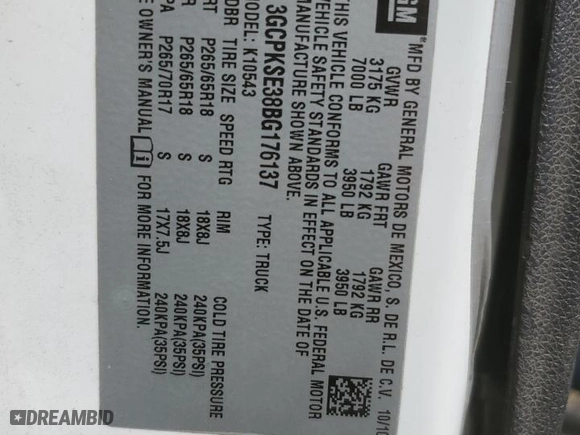 GM
MFD BY GENERAL MOTORS DE MEXICO, S. DE R.L. DE C.V. 10/10
GVWR GAWR FRT GAWR RR
3175 KG 1792 KG 1792 KG
7000 LB 3950 LB 3950 LB
THIS VEHICLE CONFORMS TO ALL APPLICABLE U.S. FEDERAL MOTOR
VEHICLE SAFETY STANDARDS IN EFFECT ON THE DATE OF
MANUFACTURE SHOWN ABOVE.
3GCPKSE38BG176137 TYPE: TRUCK
MODEL: K10543
TIRE SIZE SPEED RTG RIM COLD TIRE PRESSURE
RT P265/65R18 S 18X8J 240KPA(35PSI)
P265/65R18 S 18X8J 240KPA(35PSI)
PA P265/70R17 S 17X7.5J 240KPA(35PSI)
OWNER'S MANUAL FOR MORE INFORMATION.
DREAMBID